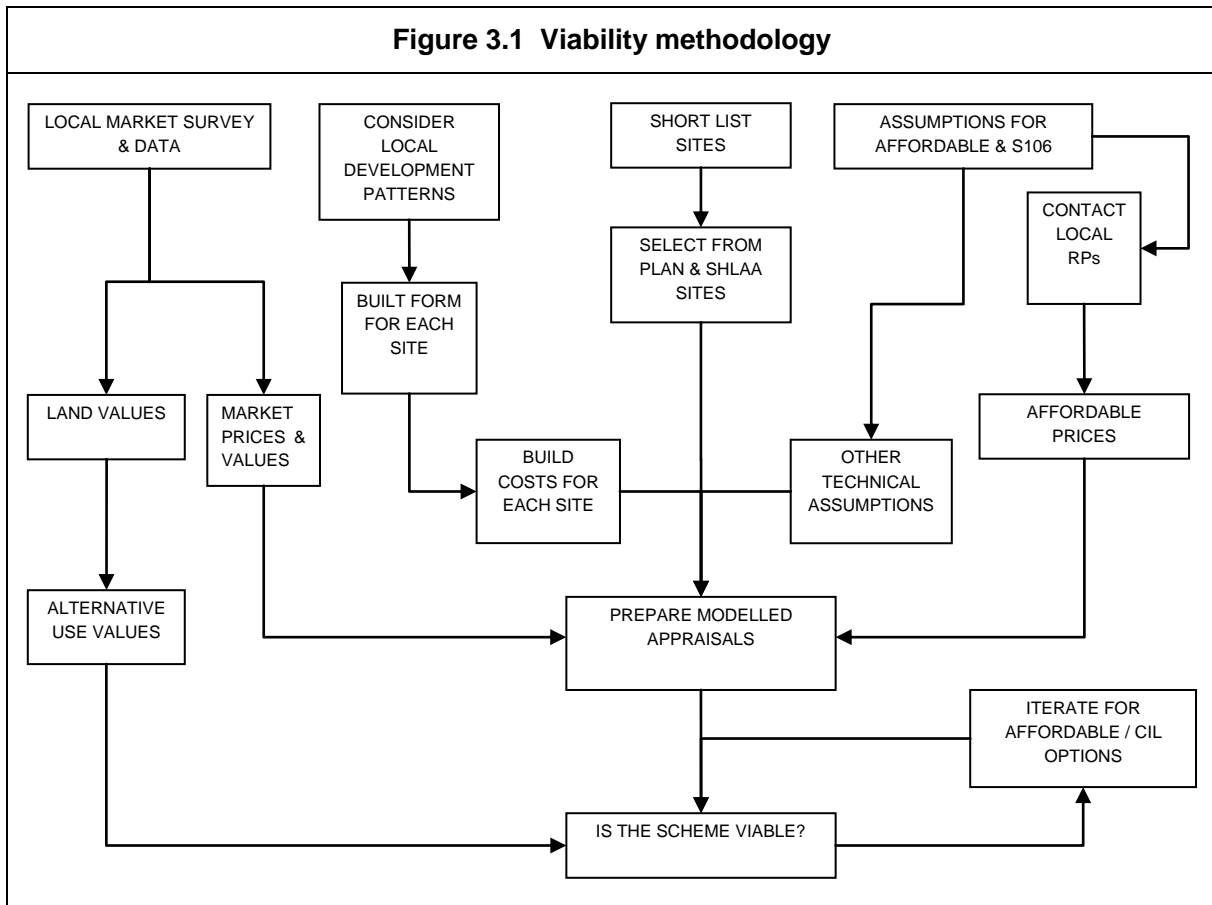 Figure 3.1 Viability methodology
LOCAL MARKET SURVEY
& DATA
CONSIDER
LOCAL
DEVELOPMENT
PATTERNS
SHORT LIST
SITES
ASSUMPTIONS FOR
AFFORDABLE & S106
CONTACT
LOCAL
RPs
SELECT FROM
PLAN & SHLAA
SITES
BUILT FORM
FOR EACH
SITE
LAND VALUES
MARKET
PRICES &
VALUES
AFFORDABLE
PRICES
BUILD
COSTS FOR
EACH SITE
OTHER
TECHNICAL
ASSUMPTIONS
ALTERNATIVE
USE VALUES
PREPARE MODELLED
APPRAISALS
ITERATE FOR
AFFORDABLE / CIL
OPTIONS
IS THE SCHEME VIABLE?